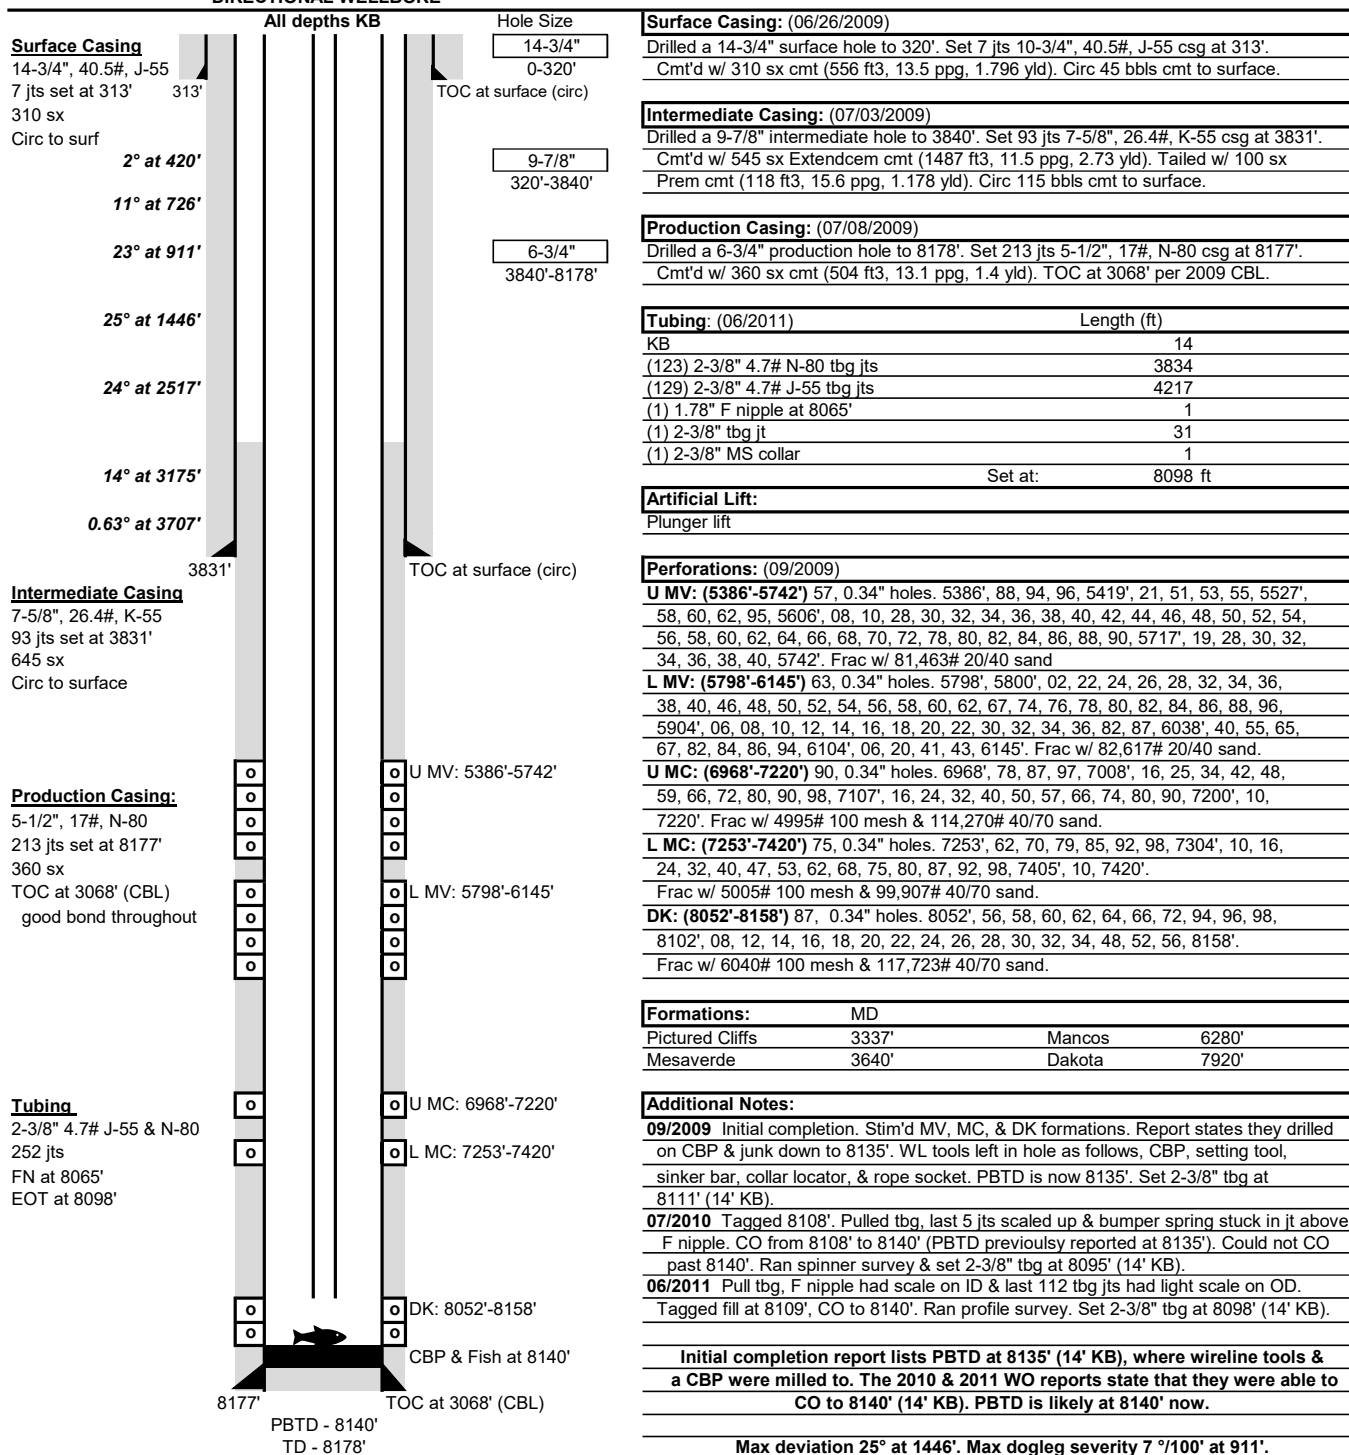 All depths KB
Hole Size
Surface Casing
14-3/4", 40.5#, J-55
7 jts set at 313'
313'
310 sx
Circ to surf
14-3/4"
0-320'
TOC at surface (circ)
2° at 420'
9-7/8"
320'-3840'
11° at 726'
23° at 911'
6-3/4"
3840'-8178'
25° at 1446'
24° at 2517'
14° at 3175'
0.63° at 3707'
3831'
TOC at surface (circ)
Intermediate Casing
7-5/8", 26.4#, K-55
93 jts set at 3831'
645 sx
Circ to surface
o
o U MV: 5386'-5742'
o
o
o
o
o
o
Production Casing:
5-1/2", 17#, N-80
213 jts set at 8177'
360 sx
TOC at 3068' (CBL)
good bond throughout
o
o L MV: 5798'-6145'
o
o
o
o
o
o
Tubing
2-3/8" 4.7# J-55 & N-80
252 jts
FN at 8065'
EOT at 8098'
o
o U MC: 6968'-7220'
o
o L MC: 7253'-7420'
o
o DK: 8052'-8158'
o
o
CBP & Fish at 8140'
8177'
TOC at 3068' (CBL)
PBTD - 8140'
TD - 8178'
Surface Casing: (06/26/2009)
Drilled a 14-3/4" surface hole to 320'. Set 7 jts 10-3/4", 40.5#, J-55 csg at 313'.
Cmt'd w/ 310 sx cmt (556 ft3, 13.5 ppg, 1.796 yld). Circ 45 bbls cmt to surface.
Intermediate Casing: (07/03/2009)
Drilled a 9-7/8" intermediate hole to 3840'. Set 93 jts 7-5/8", 26.4#, K-55 csg at 3831'.
Cmt'd w/ 545 sx Extendcem cmt (1487 ft3, 11.5 ppg, 2.73 yld). Tailed w/ 100 sx
Prem cmt (118 ft3, 15.6 ppg, 1.178 yld). Circ 115 bbls cmt to surface.
Production Casing: (07/08/2009)
Drilled a 6-3/4" production hole to 8178'. Set 213 jts 5-1/2", 17#, N-80 csg at 8177'.
Cmt'd w/ 360 sx cmt (504 ft3, 13.1 ppg, 1.4 yld). TOC at 3068' per 2009 CBL.
Tubing: (06/2011) Length (ft)
KB 14
(123) 2-3/8" 4.7# N-80 tbg jts 3834
(129) 2-3/8" 4.7# J-55 tbg jts 4217
(1) 1.78" F nipple at 8065' 1
(1) 2-3/8" tbg jt 31
(1) 2-3/8" MS collar 1
Set at: 8098 ft
Artificial Lift:
Plunger lift
Perforations: (09/2009)
U MV: (5386'-5742') 57, 0.34" holes. 5386', 88, 94, 96, 5419', 21, 51, 53, 55, 5527',
58, 60, 62, 95, 5606', 08, 10, 28, 30, 32, 34, 36, 38, 40, 42, 44, 46, 48, 50, 52, 54,
56, 58, 60, 62, 64, 66, 68, 70, 72, 78, 80, 82, 84, 86, 88, 90, 5717', 19, 28, 30, 32,
34, 36, 38, 40, 5742'. Frac w/ 81,463# 20/40 sand
L MV: (5798'-6145') 63, 0.34" holes. 5798', 5800', 02, 22, 24, 26, 28, 32, 34, 36,
38, 40, 46, 48, 50, 52, 54, 56, 58, 60, 62, 67, 74, 76, 78, 80, 82, 84, 86, 88, 96,
5904', 06, 08, 10, 12, 14, 16, 18, 20, 22, 30, 32, 34, 36, 82, 87, 6038', 40, 55, 65,
67, 82, 84, 86, 94, 6104', 06, 20, 41, 43, 6145'. Frac w/ 82,617# 20/40 sand.
U MC: (6968'-7220') 90, 0.34" holes. 6968', 78, 87, 97, 7008', 16, 25, 34, 42, 48,
59, 66, 72, 80, 90, 98, 7107', 16, 24, 32, 40, 50, 57, 66, 74, 80, 90, 7200', 10,
7220'. Frac w/ 4995# 100 mesh & 114,270# 40/70 sand.
L MC: (7253'-7420') 75, 0.34" holes. 7253', 62, 70, 79, 85, 92, 98, 7304', 10, 16,
24, 32, 40, 47, 53, 62, 68, 75, 80, 87, 92, 98, 7405', 10, 7420'.
Frac w/ 5005# 100 mesh & 99,907# 40/70 sand.
DK: (8052'-8158') 87, 0.34" holes. 8052', 56, 58, 60, 62, 64, 66, 72, 94, 96, 98,
8102', 08, 12, 14, 16, 18, 20, 22, 24, 26, 28, 30, 32, 34, 48, 52, 56, 8158'.
Frac w/ 6040# 100 mesh & 117,723# 40/70 sand.
Formations: MD
Pictured Cliffs 3337' Mancos 6280'
Mesaverde 3640' Dakota 7920'
Additional Notes:
09/2009 Initial completion. Stim'd MV, MC, & DK formations. Report states they drilled
on CBP & junk down to 8135'. WL tools left in hole as follows, CBP, setting tool,
sinker bar, collar locator, & rope socket. PBTD is now 8135'. Set 2-3/8" tbg at
8111' (14' KB).
07/2010 Tagged 8108'. Pulled tbg, last 5 jts scaled up & bumper spring stuck in jt above
F nipple. CO from 8108' to 8140' (PBTD previoulsy reported at 8135'). Could not CO
past 8140'. Ran spinner survey & set 2-3/8" tbg at 8095' (14' KB).
06/2011 Pull tbg, F nipple had scale on ID & last 112 tbg jts had light scale on OD.
Tagged fill at 8109', CO to 8140'. Ran profile survey. Set 2-3/8" tbg at 8098' (14' KB).
Initial completion report lists PBTD at 8135' (14' KB), where wireline tools &
a CBP were milled to. The 2010 & 2011 WO reports state that they were able to
CO to 8140' (14' KB). PBTD is likely at 8140' now.
Max deviation 25° at 1446'. Max dogleg severity 7 °/100' at 911'.